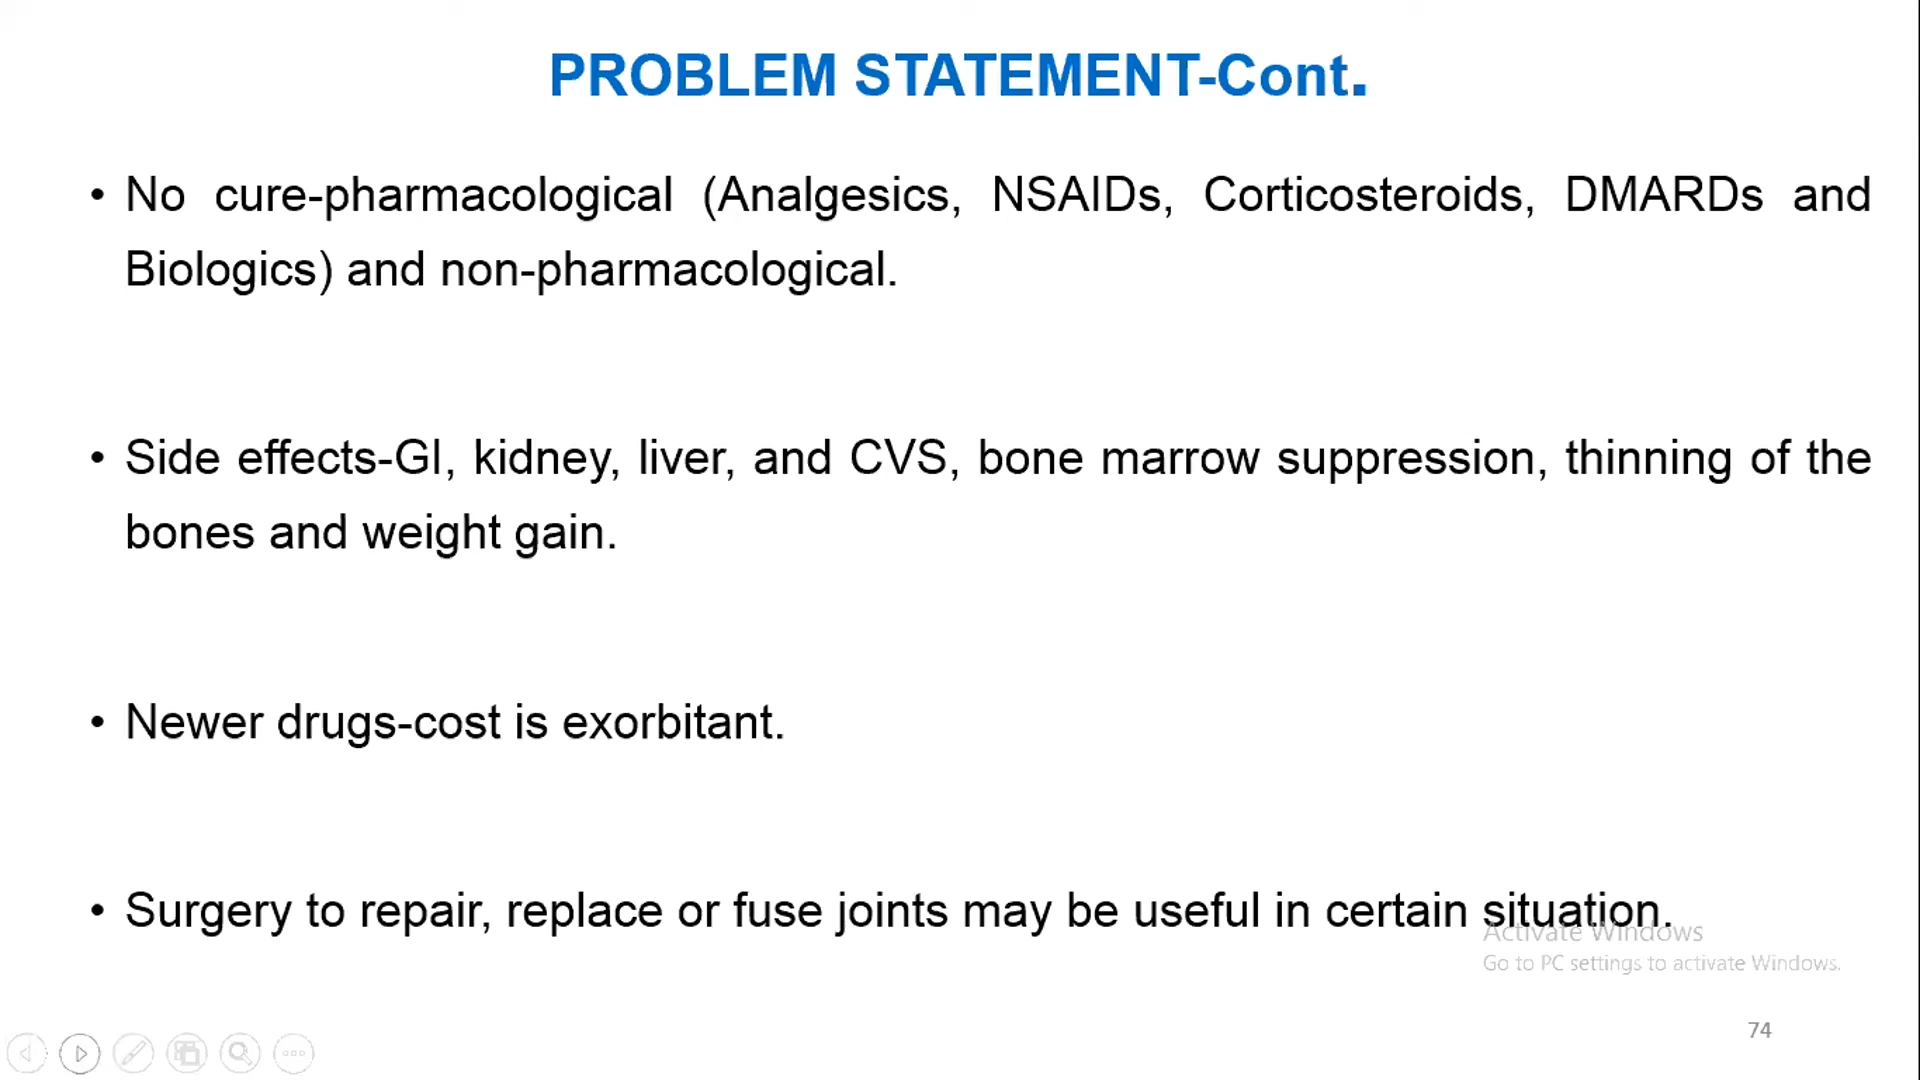 PROBLEM STATEMENT-Cont.
• No cure-pharmacological (Analgesics, NSAIDs, Corticosteroids, DMARDs and
Biologics) and non-pharmacological.
• Side effects-GI, kidney, liver, and CVS, bone marrow suppression, thinning of the
bones and weight gain.
• Newer drugs-cost is exorbitant.
• Surgery to repair, replace or fuse joints may be useful in certain situation.
Activate Windows
Go to PC settings to activate Windows.
74